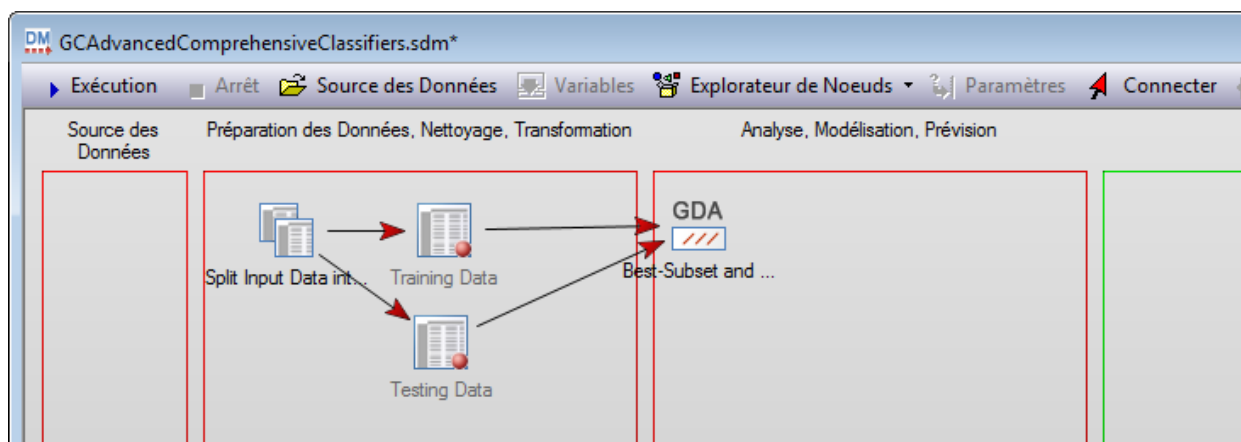 DM GCAdvancedComprehensiveClassifiers.sdm*
Exécution Arrêt Source des Données Variables Explorateur de Noeuds Paramètres Connecter
Source des
Données
Préparation des Données, Nettoyage, Transformation
Analyse, Modélisation, Prévision
GDA
Split Input Data int...
Training Data
Best-Subset and ...
Testing Data